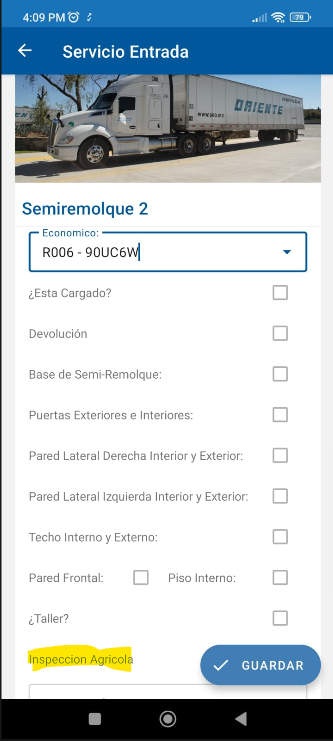 4:09 PM
79
Servicio Entrada
ORIENTE
Semiremolque 2
Economico:
R006 - 90UC6W
¿Esta Cargado?
Devolución
Base de Semi-Remolque:
Puertas Exteriores e Interiores:
Pared Lateral Derecha Interior y Exterior:
Pared Lateral Izquierda Interior y Exterior:
Techo Interno y Externo:
Pared Frontal: Piso Interno:
¿Taller?
Inspeccion Agricola
GUARDAR